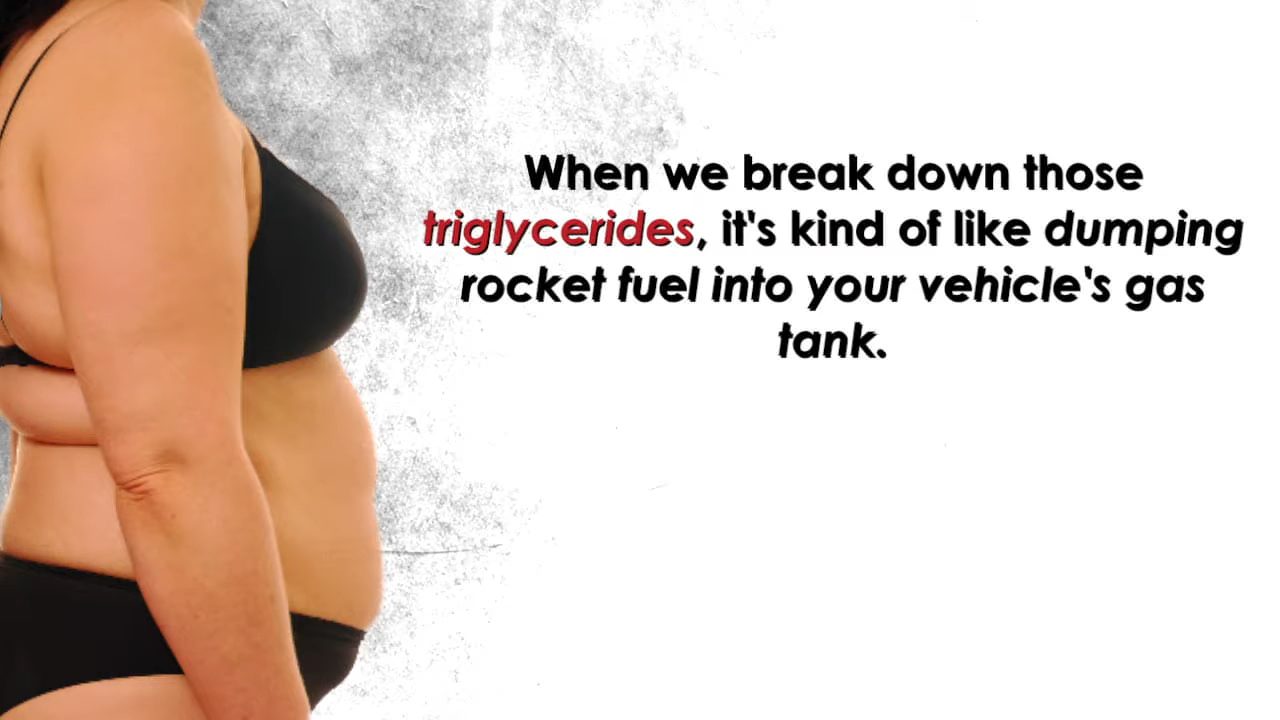 When we break down those
triglycerides, it's kind of like dumping
rocket fuel into your vehicle's gas
tank.